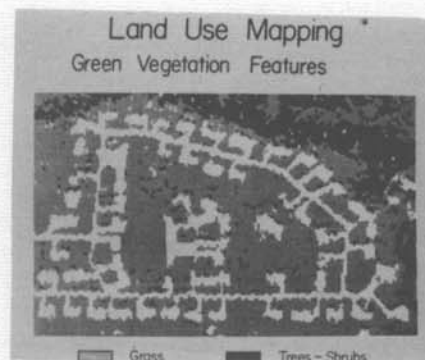 Land Use Mapping
Green Vegetation Features
Grass Trees - Shrubs